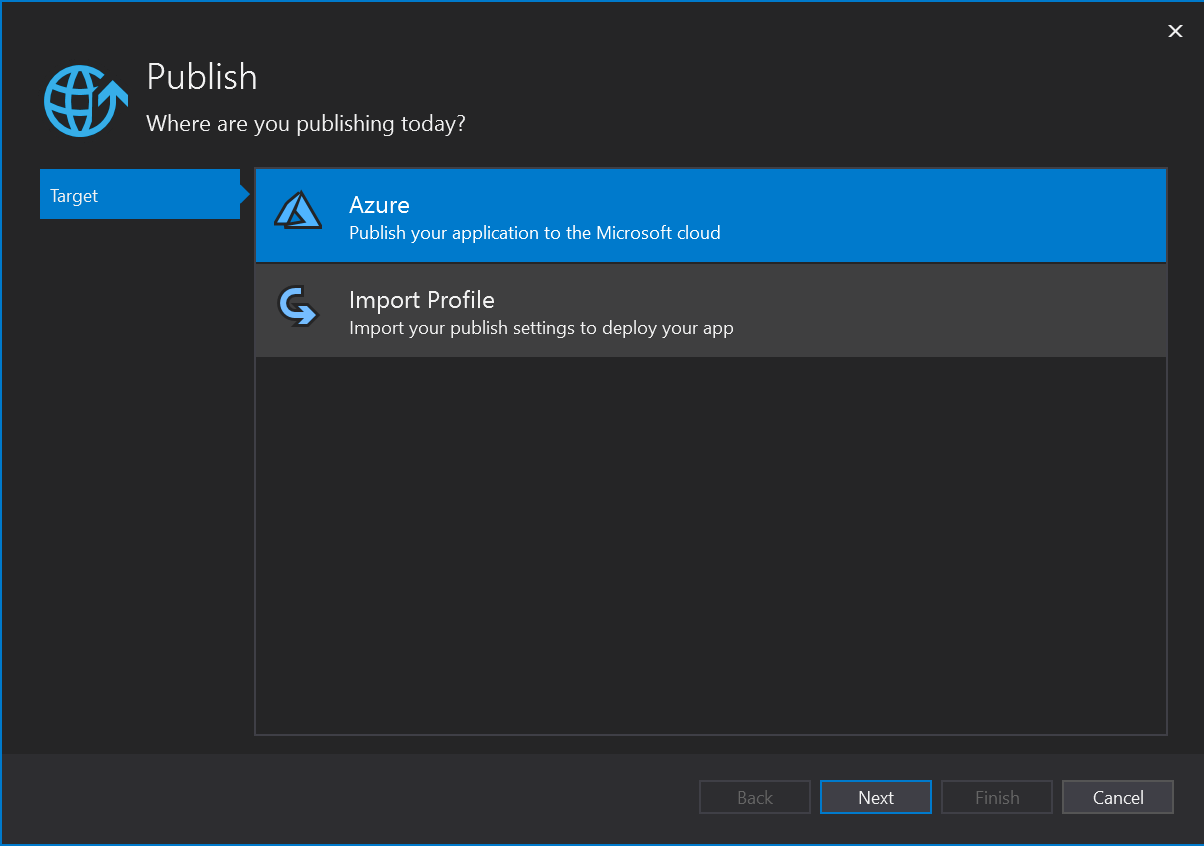 Publish
Where are you publishing today?
Target
Azure
Publish your application to the Microsoft cloud
Import Profile
Import your publish settings to deploy your app
Back
Next
Finish
Cancel